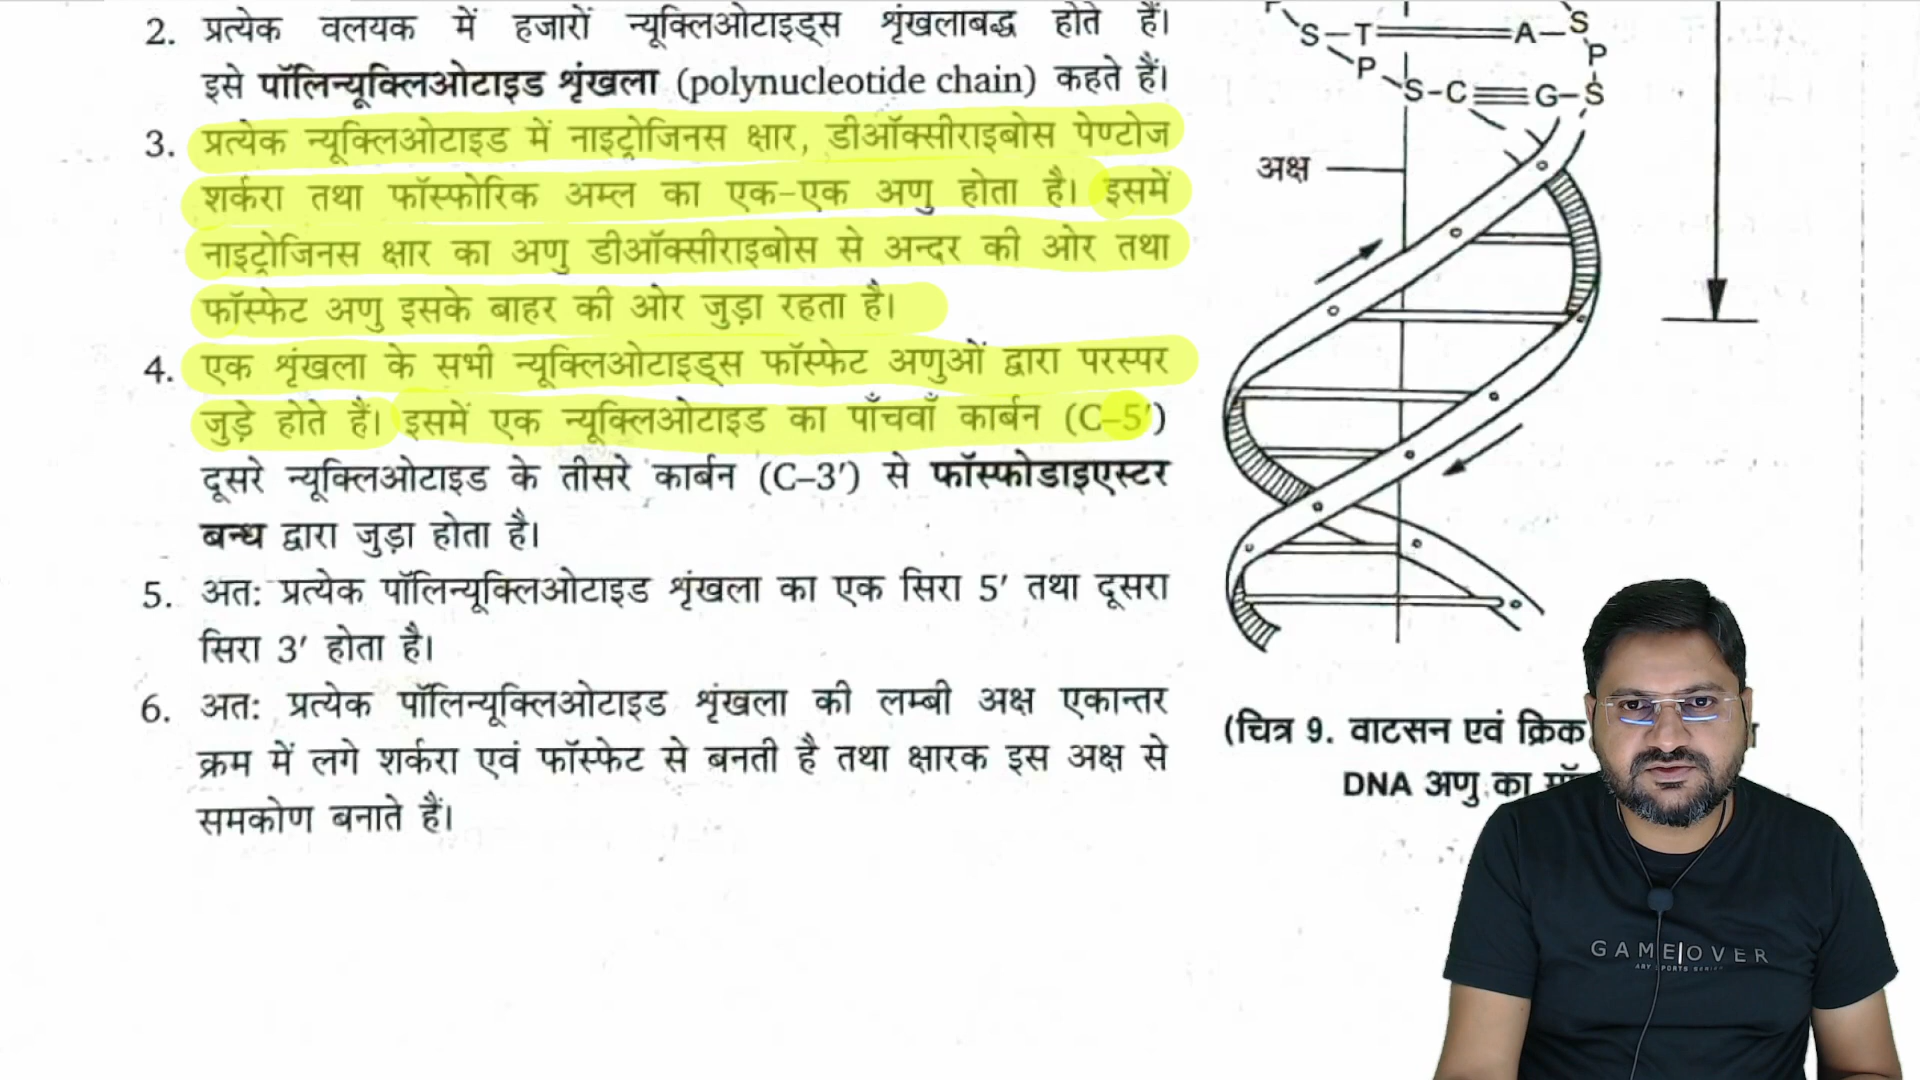 2. प्रत्येक वलयक में हजारों न्यूक्लिओटाइड्स शृंखलाबद्ध होते हैं।
इसे पॉलिन्यूक्लिओटाइड शृंखला (polynucleotide chain) कहते हैं।
3. प्रत्येक न्यूक्लिओटाइड में नाइट्रोजिनस क्षार, डीऑक्सीराइबोस पेण्टोज
शर्करा तथा फॉस्फोरिक अम्ल का एक-एक अणु होता है। इसमें
नाइट्रोजिनस क्षार का अणु डीऑक्सीराइबोस से अन्दर की ओर तथा
फॉस्फेट अणु इसके बाहर की ओर जुड़ा रहता है।
4. एक शृंखला के सभी न्यूक्लिओटाइड्स फॉस्फेट अणुओं द्वारा परस्पर
जुड़े होते हैं। इसमें एक न्यूक्लिओटाइड का पाँचवाँ कार्बन (C–5′)
दूसरे न्यूक्लिओटाइड के तीसरे कार्बन (C–3′) से फॉस्फोडाइएस्टर
बन्ध द्वारा जुड़ा होता है।
5. अत: प्रत्येक पॉलिन्यूक्लिओटाइड शृंखला का एक सिरा 5′ तथा दूसरा
सिरा 3′ होता है।
6. अत: प्रत्येक पॉलिन्यूक्लिओटाइड शृंखला की लम्बी अक्ष एकान्तर
क्रम में लगे शर्करा एवं फॉस्फेट से बनती है तथा क्षारक इस अक्ष से
समकोण बनाते हैं।
S–T A–S
P P
S–C G–S
अक्ष
(चित्र 9. वाटसन एवं क्रिक
DNA अणु का
GAME|OVER